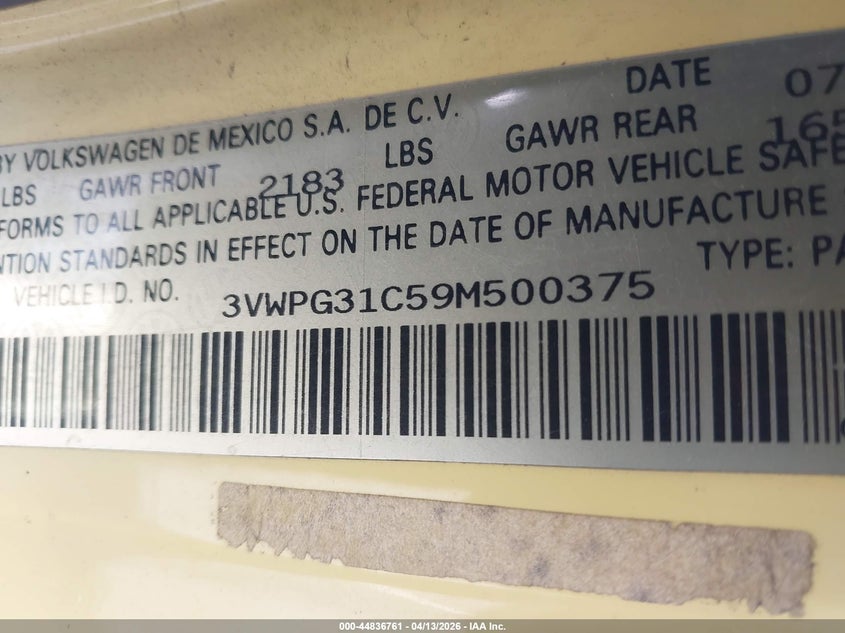 DATE 07
BY VOLKSWAGEN DE MEXICO S.A. DE C.V.
LBS GAWR FRONT 2183 LBS GAWR REAR 165
FORMS TO ALL APPLICABLE U.S. FEDERAL MOTOR VEHICLE SAFE
NTION STANDARDS IN EFFECT ON THE DATE OF MANUFACTURE
VEHICLE I.D. NO. 3VWPG31C59M500375 TYPE: PA
000-44836761 - 04/13/2026 - IAA Inc.